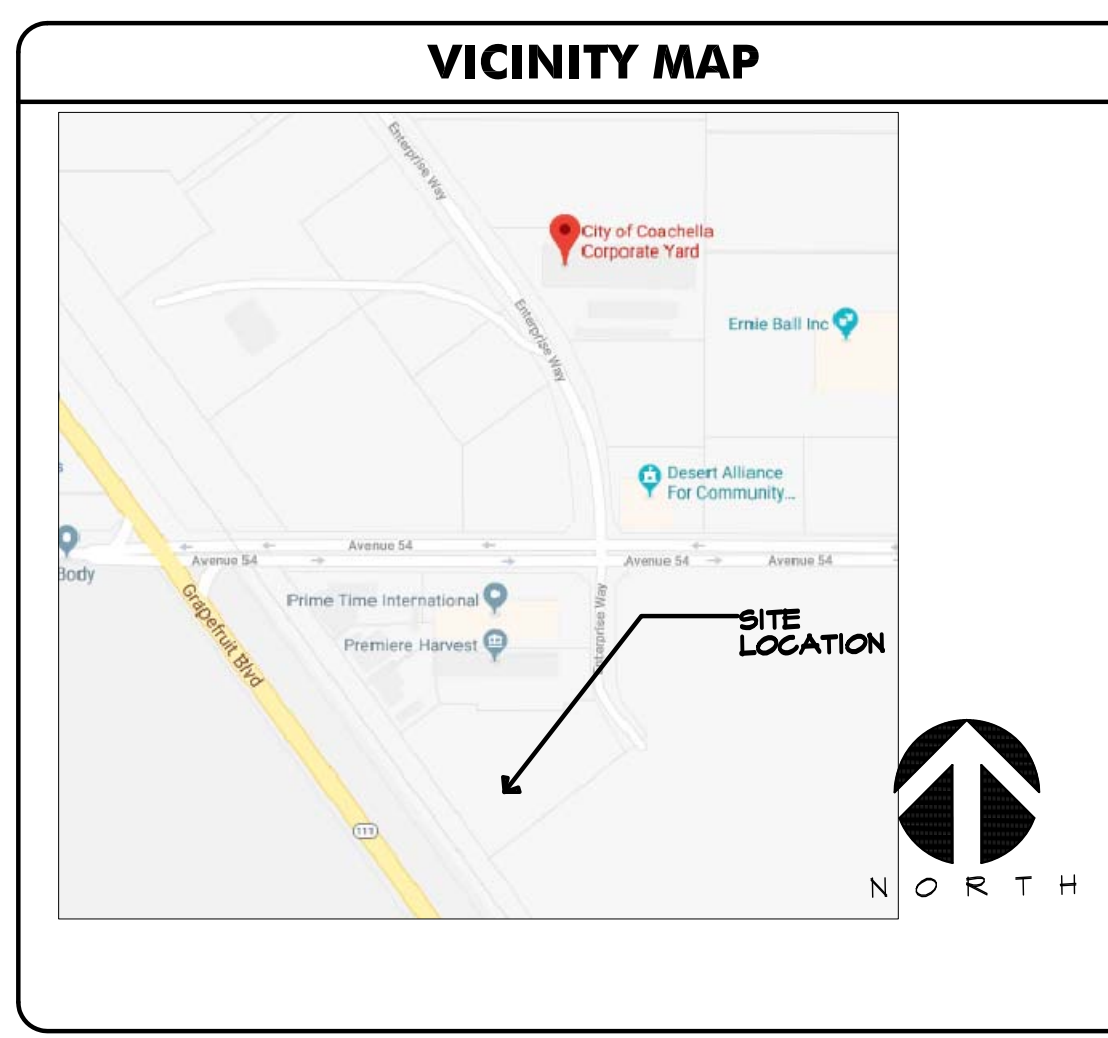 VICINITY MAP
Enterprise Way
City of Coachella
Corporate Yard
Enterprise Way
Ernie Ball Inc
Desert Alliance
For Community...
s
Avenue 54
Avenue 54
Avenue 54
Avenue 54
Body
Grapefruit Blvd
Prime Time International
Enterprise Way
SITE
LOCATION
Premiere Harvest
111
NORTH